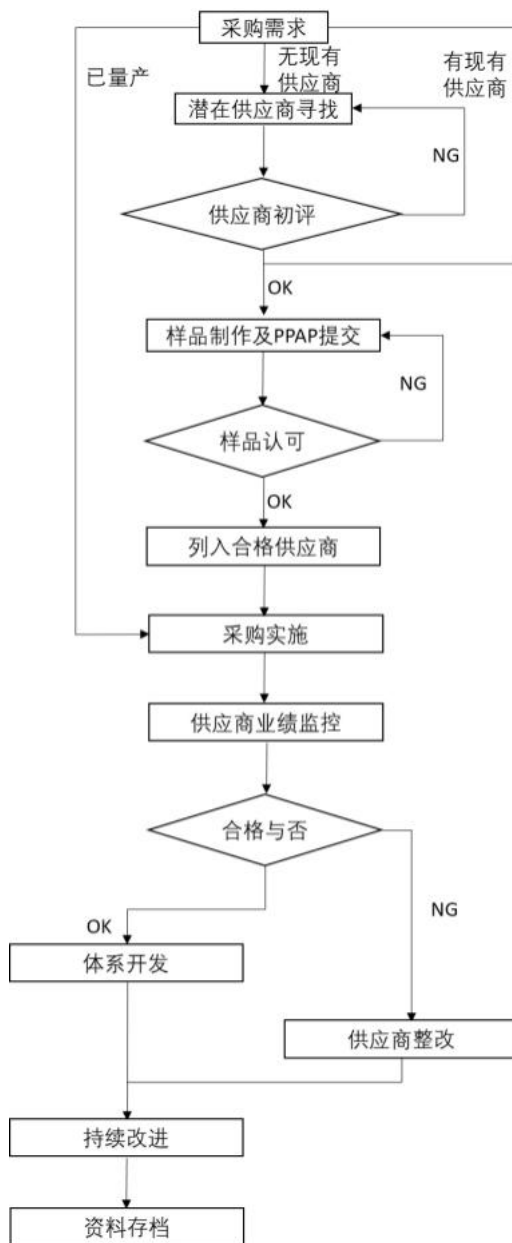 采购需求
无现有
供应商
有现有
供应商
已量产
潜在供应商寻找
NG
供应商初评
OK
样品制作及PPAP提交
NG
样品认可
OK
列入合格供应商
采购实施
供应商业绩监控
合格与否
OK
NG
体系开发
供应商整改
持续改进
资料存档